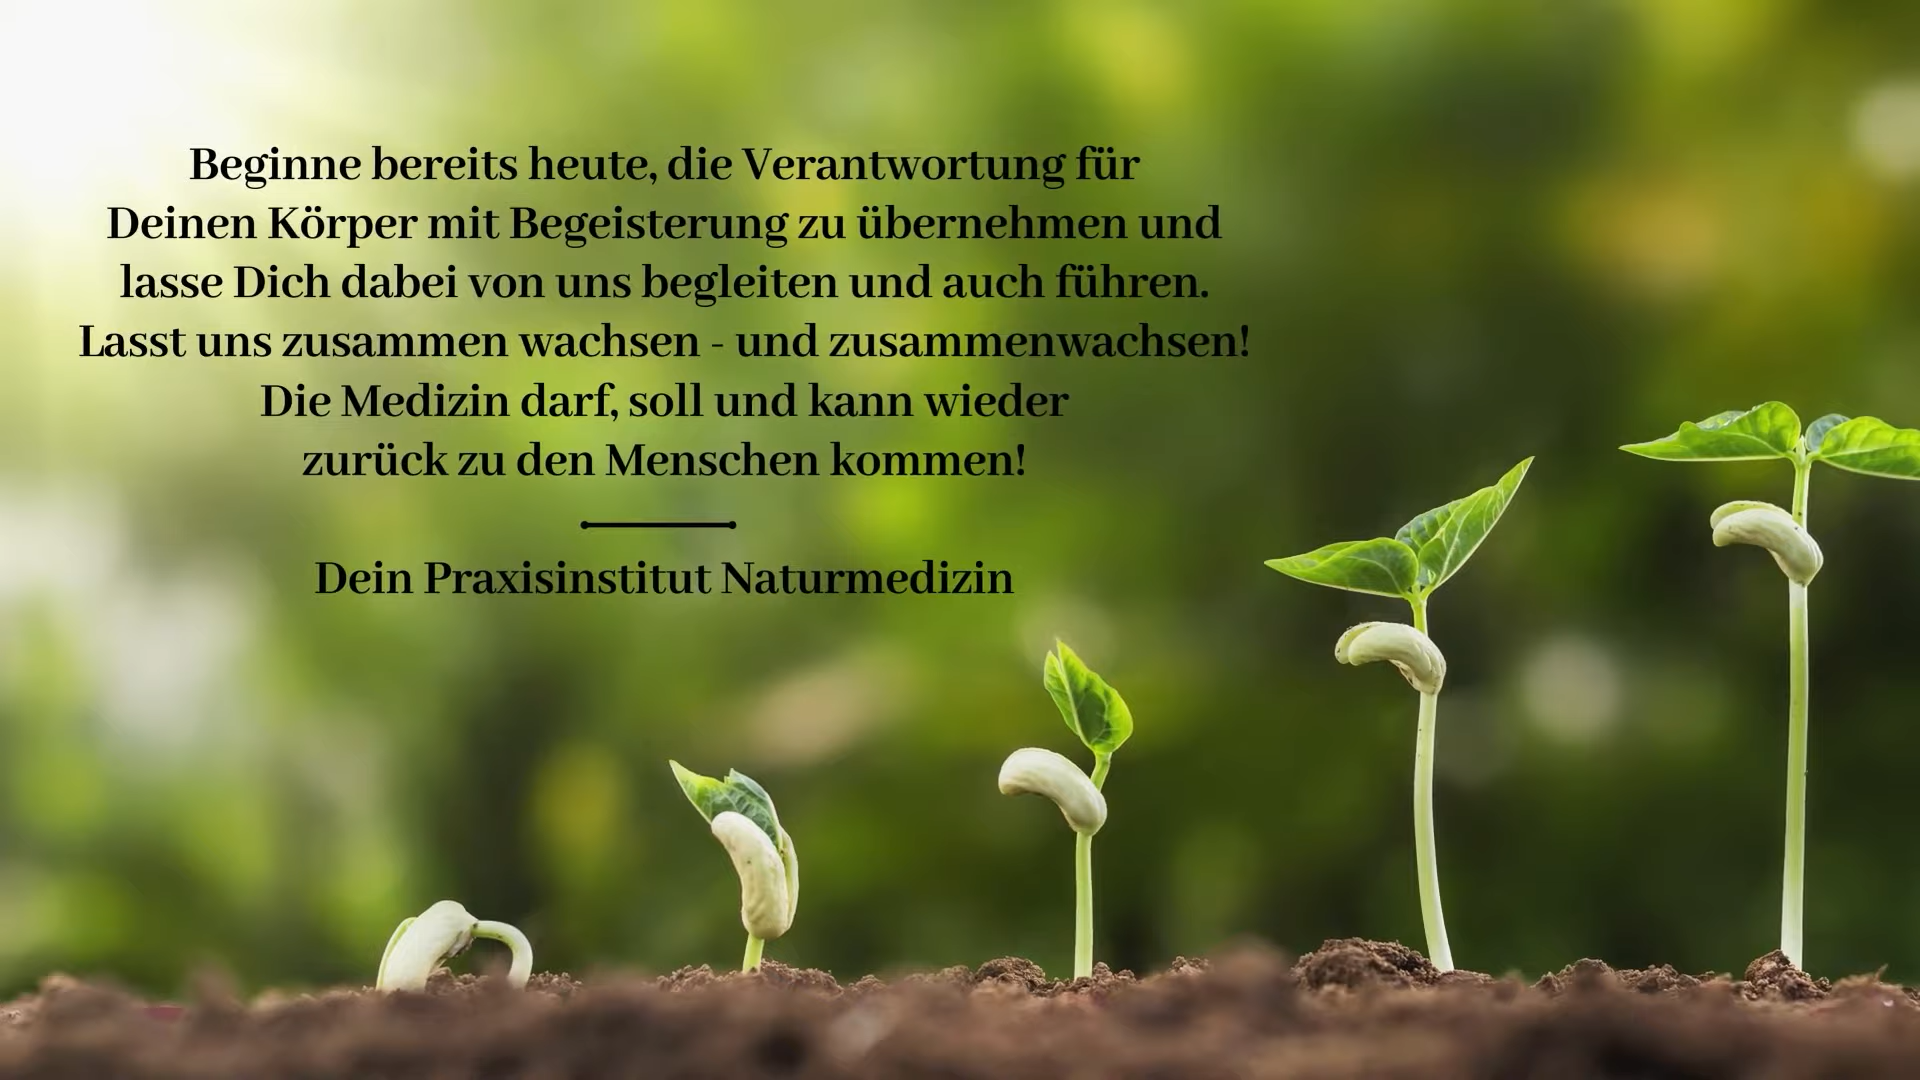 Beginne bereits heute, die Verantwortung für
Deinen Körper mit Begeisterung zu übernehmen und
lasse Dich dabei von uns begleiten und auch führen.
Lasst uns zusammen wachsen - und zusammenwachsen!
Die Medizin darf, soll und kann wieder
zurück zu den Menschen kommen!
Dein Praxisinstitut Naturmedizin